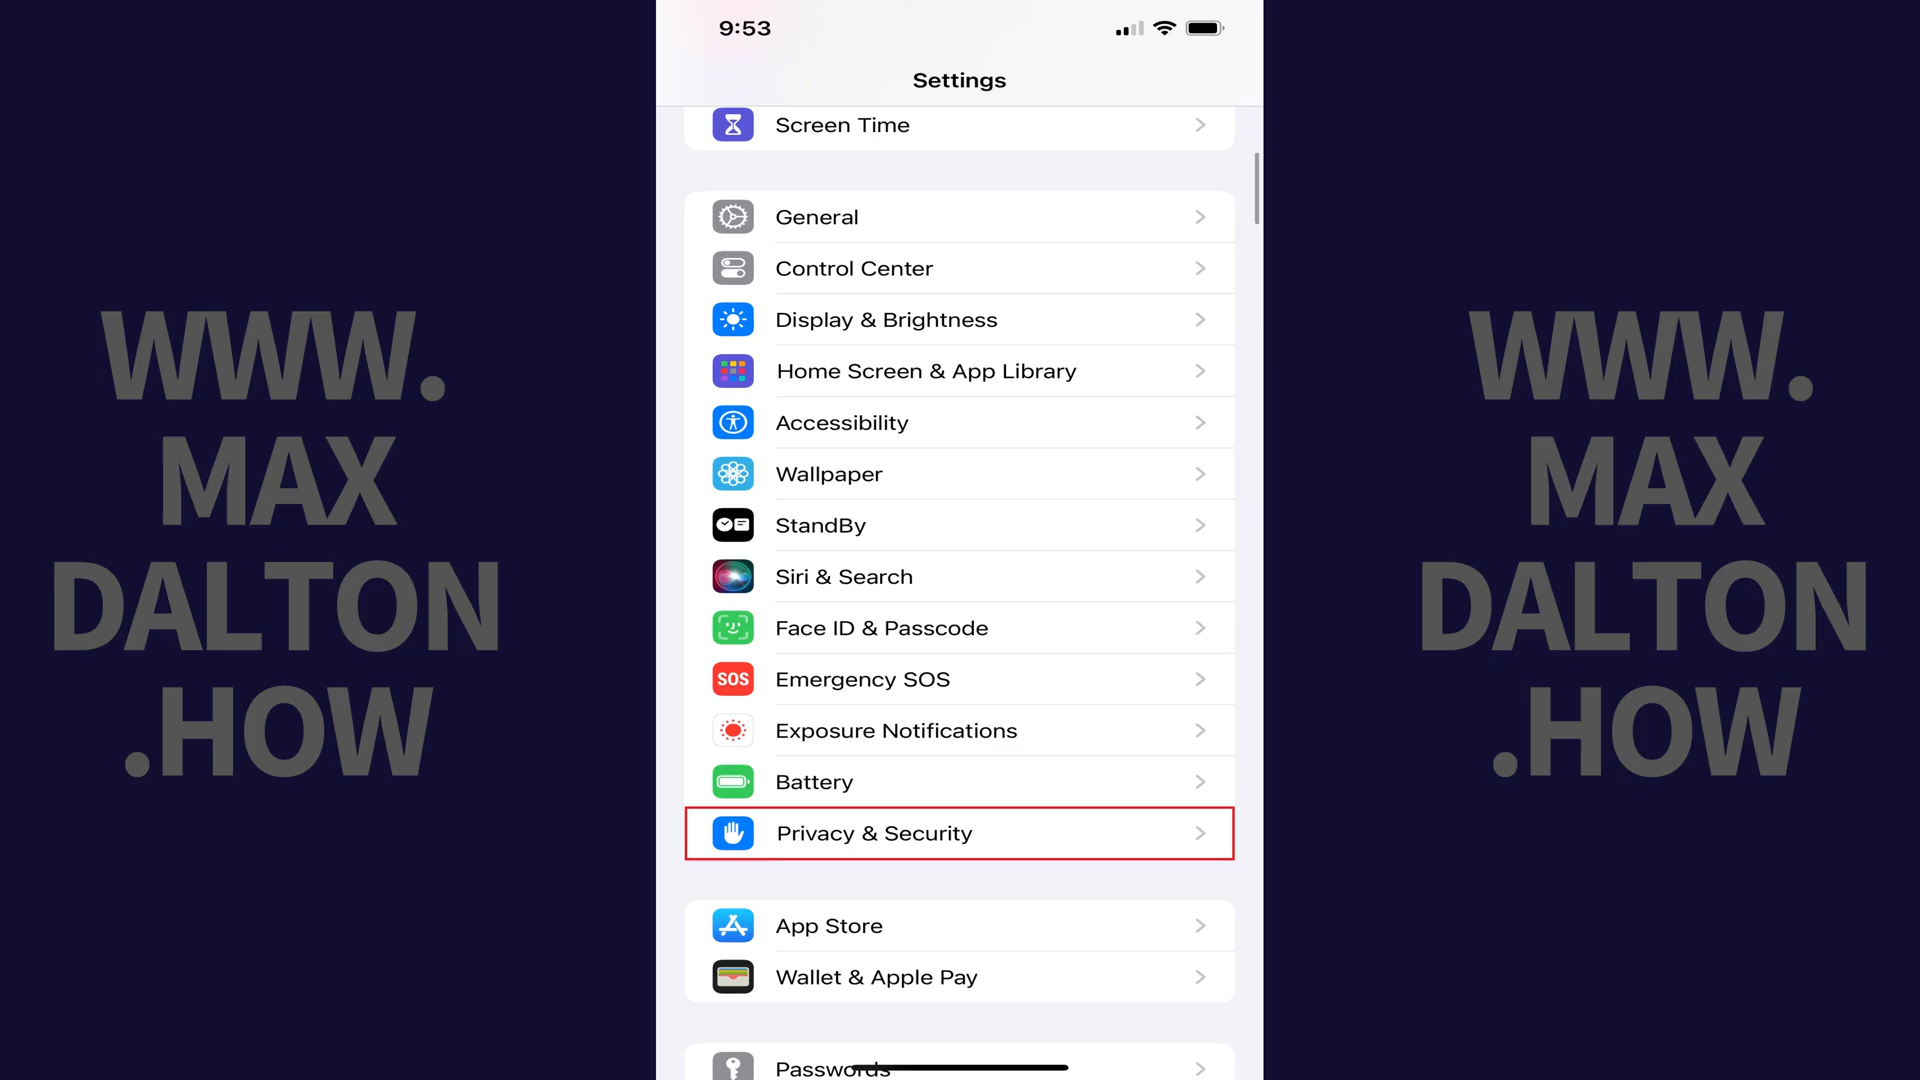 9:53
Settings
Screen Time
General
Control Center
Display & Brightness
Home Screen & App Library
Accessibility
Wallpaper
StandBy
Siri & Search
Face ID & Passcode
SOS Emergency SOS
Exposure Notifications
Battery
Privacy & Security
App Store
Wallet & Apple Pay
Passwords
WWW.
MAX
DALTON
.HOW
WWW.
MAX
DALTON
.HOW